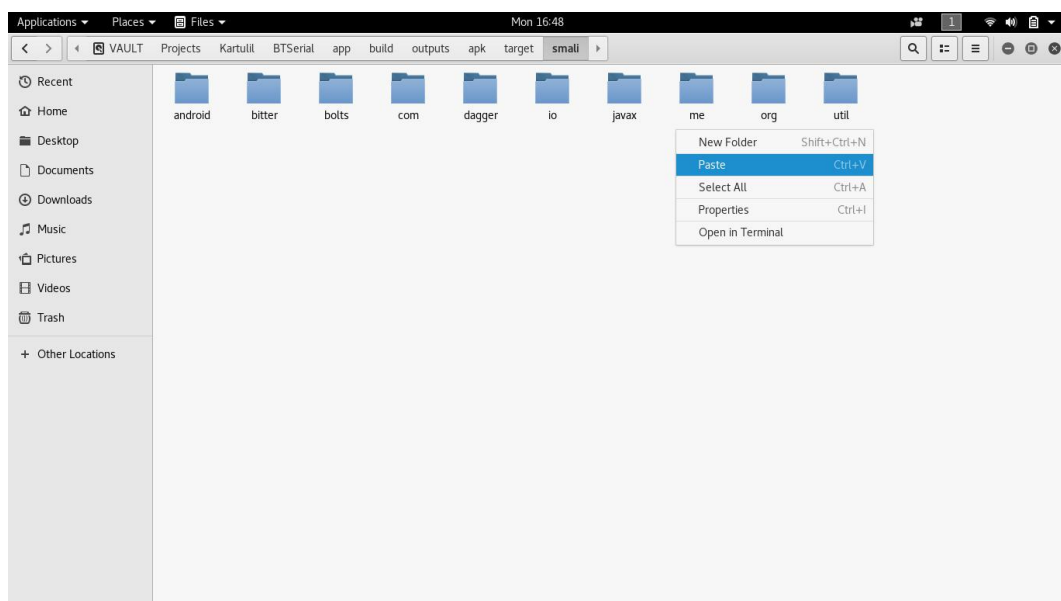 Applications Places Files Mon 16:48 1
VAULT Projects Kartulil BTSerial app build outputs apk target smali
Recent
Home
Desktop
Documents
Downloads
Music
Pictures
Videos
Trash
+ Other Locations
android bitter bolts com dagger io javax me org util
New Folder Shift+Ctrl+N
Paste Ctrl+V
Select All Ctrl+A
Properties Ctrl+I
Open in Terminal